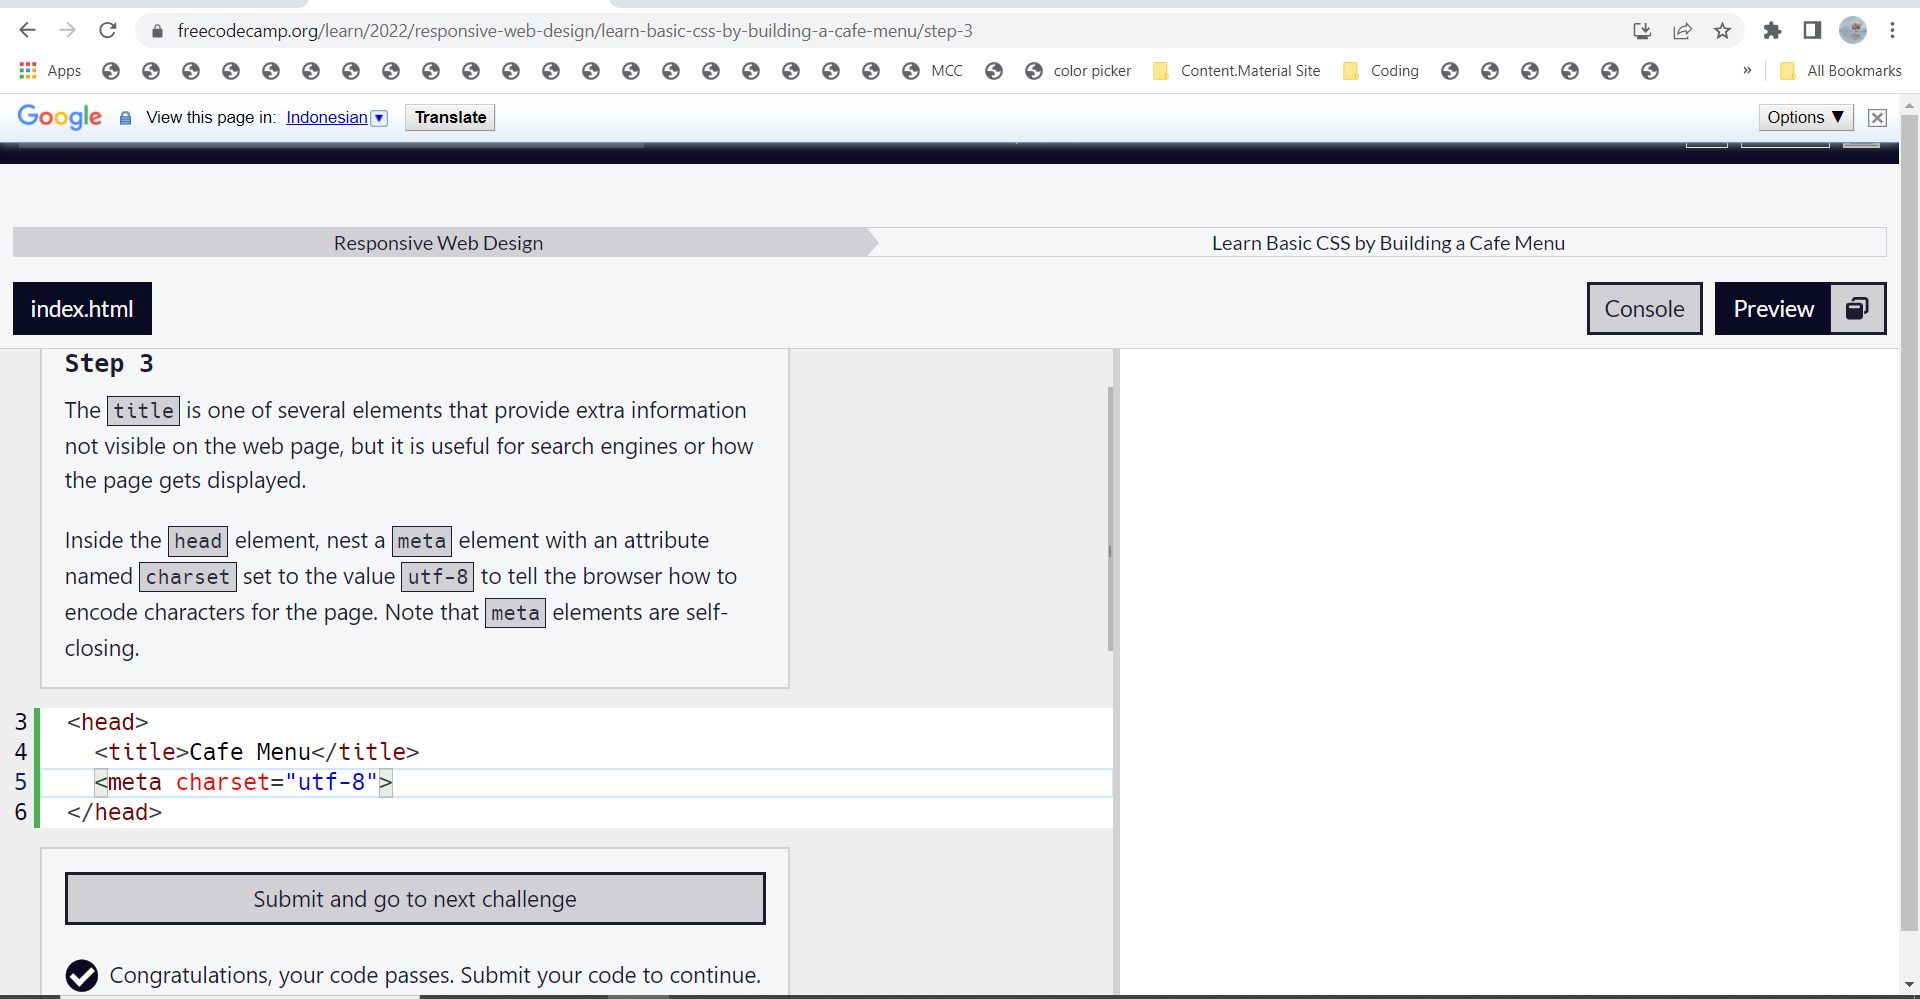 freecodecamp.org/learn/2022/responsive-web-design/learn-basic-css-by-building-a-cafe-menu/step-3
Apps MCC color picker Content.Material Site Coding » All Bookmarks
Google View this page in: Indonesian Translate Options ▼
Responsive Web Design Learn Basic CSS by Building a Cafe Menu
index.html Console Preview
Step 3
The title is one of several elements that provide extra information
not visible on the web page, but it is useful for search engines or how
the page gets displayed.
Inside the head element, nest a meta element with an attribute
named charset set to the value utf-8 to tell the browser how to
encode characters for the page. Note that meta elements are self-
closing.
3 <head>
4 <title>Cafe Menu</title>
5 <meta charset="utf-8">
6 </head>
Submit and go to next challenge
Congratulations, your code passes. Submit your code to continue.